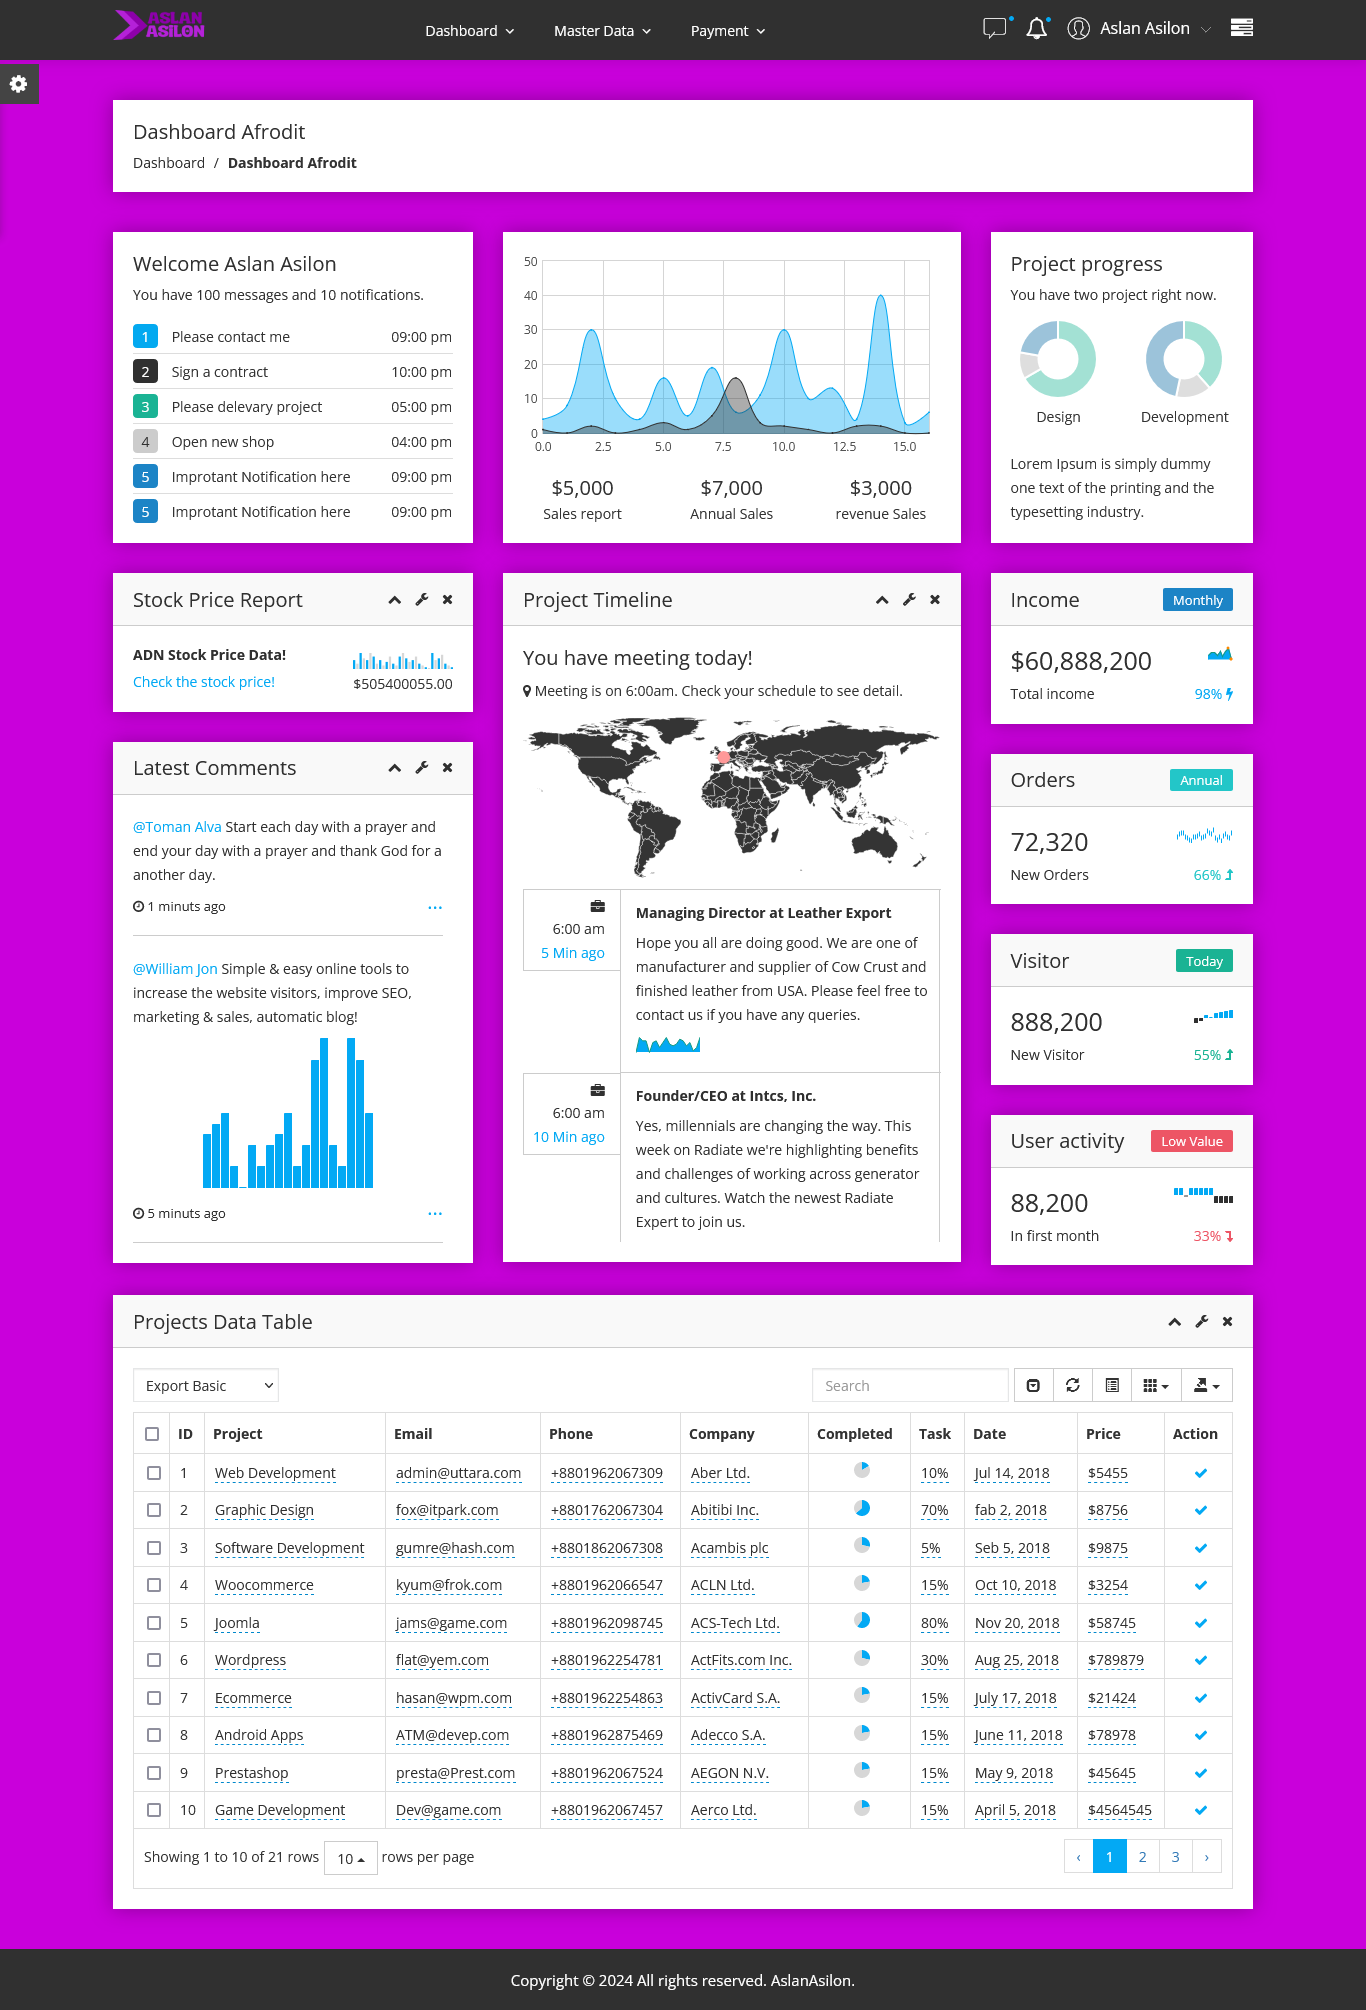 ASLAN
ASILON
Dashboard
Master Data
Payment
Aslan Asilon
Dashboard Afrodit
Dashboard / Dashboard Afrodit
Welcome Aslan Asilon
You have 100 messages and 10 notifications.
1 Please contact me 09:00 pm
2 Sign a contract 10:00 pm
3 Please delevary project 05:00 pm
4 Open new shop 04:00 pm
5 Improtant Notification here 09:00 pm
5 Improtant Notification here 09:00 pm
50
40
30
20
10
0
0.0 2.5 5.0 7.5 10.0 12.5 15.0
$5,000 $7,000 $3,000
Sales report Annual Sales revenue Sales
Project progress
You have two project right now.
Design Development
Lorem Ipsum is simply dummy
one text of the printing and the
typesetting industry.
Stock Price Report
ADN Stock Price Data!
Check the stock price! $505400055.00
Latest Comments
@Toman Alva Start each day with a prayer and
end your day with a prayer and thank God for a
another day.
1 minuts ago ...
@William Jon Simple & easy online tools to
increase the website visitors, improve SEO,
marketing & sales, automatic blog!
5 minuts ago ...
Project Timeline
You have meeting today!
Meeting is on 6:00am. Check your schedule to see detail.
6:00 am
5 Min ago
Managing Director at Leather Export
Hope you all are doing good. We are one of
manufacturer and supplier of Cow Crust and
finished leather from USA. Please feel free to
contact us if you have any queries.
6:00 am
10 Min ago
Founder/CEO at Intcs, Inc.
Yes, millennials are changing the way. This
week on Radiate we're highlighting benefits
and challenges of working across generator
and cultures. Watch the newest Radiate
Expert to join us.
Income Monthly
$60,888,200
Total income 98%
Orders Annual
72,320
New Orders 66%
Visitor Today
888,200
New Visitor 55%
User activity Low Value
88,200
In first month 33%
Projects Data Table
Export Basic Search
ID Project Email Phone Company Completed Task Date Price Action
1 Web Development admin@uttara.com +8801962067309 Aber Ltd. 10% Jul 14, 2018 $5455
2 Graphic Design fox@itpark.com +8801762067304 Abitibi Inc. 70% fab 2, 2018 $8756
3 Software Development gumre@hash.com +8801862067308 Acambis plc 5% Seb 5, 2018 $9875
4 Woocommerce kyum@frok.com +8801962066547 ACLN Ltd. 15% Oct 10, 2018 $3254
5 Joomla jams@game.com +8801962098745 ACS-Tech Ltd. 80% Nov 20, 2018 $58745
6 Wordpress flat@yem.com +8801962254781 ActFits.com Inc. 30% Aug 25, 2018 $789879
7 Ecommerce hasan@wpm.com +8801962254863 ActivCard S.A. 15% July 17, 2018 $21424
8 Android Apps ATM@devep.com +8801962875469 Adecco S.A. 15% June 11, 2018 $78978
9 Prestashop presta@Prest.com +8801962067524 AEGON N.V. 15% May 9, 2018 $45645
10 Game Development Dev@game.com +8801962067457 Aerco Ltd. 15% April 5, 2018 $4564545
Showing 1 to 10 of 21 rows 10 rows per page ‹ 1 2 3 ›
Copyright © 2024 All rights reserved. AslanAsilon.